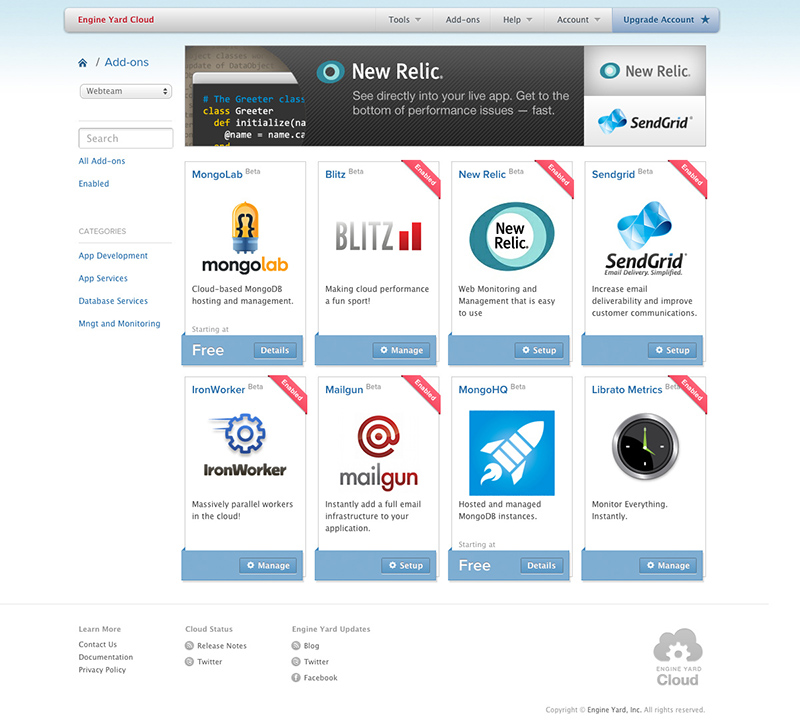 Engine Yard Cloud
Tools
Add-ons
Help
Account
Upgrade Account
/ Add-ons
Webteam
Search
All Add-ons
Enabled
CATEGORIES
App Development
App Services
Database Services
Mngt and Monitoring
# The Greeter class
class Greeter
def initialize(na
@name = name.ca
end
New Relic.
See directly into your live app. Get to the
bottom of performance issues — fast.
New Relic.
SendGrid
MongoLab Beta
mongolab
Cloud-based MongoDB
hosting and management.
Starting at
Free
Details
Blitz Beta
Enabled
BLITZ
Making cloud performance
a fun sport!
Manage
New Relic Beta
Enabled
New
Relic.
Web Monitoring and
Management that is easy
to use
Setup
Sendgrid Beta
Enabled
SendGrid
Email Delivery. Simplified.
Increase email
deliverability and improve
customer communications.
Setup
IronWorker Beta
Enabled
IronWorker
Massively parallel workers
in the cloud!
Manage
Mailgun Beta
Enabled
mailgun
Instantly add a full email
infrastructure to your
application.
Setup
MongoHQ Beta
Hosted and managed
MongoDB instances.
Starting at
Free
Details
Librato Metrics Beta
Enabled
Monitor Everything.
Instantly.
Manage
Learn More
Contact Us
Documentation
Privacy Policy
Cloud Status
Release Notes
Twitter
Engine Yard Updates
Blog
Twitter
Facebook
ENGINE YARD
Cloud
Copyright © Engine Yard, Inc. All rights reserved.